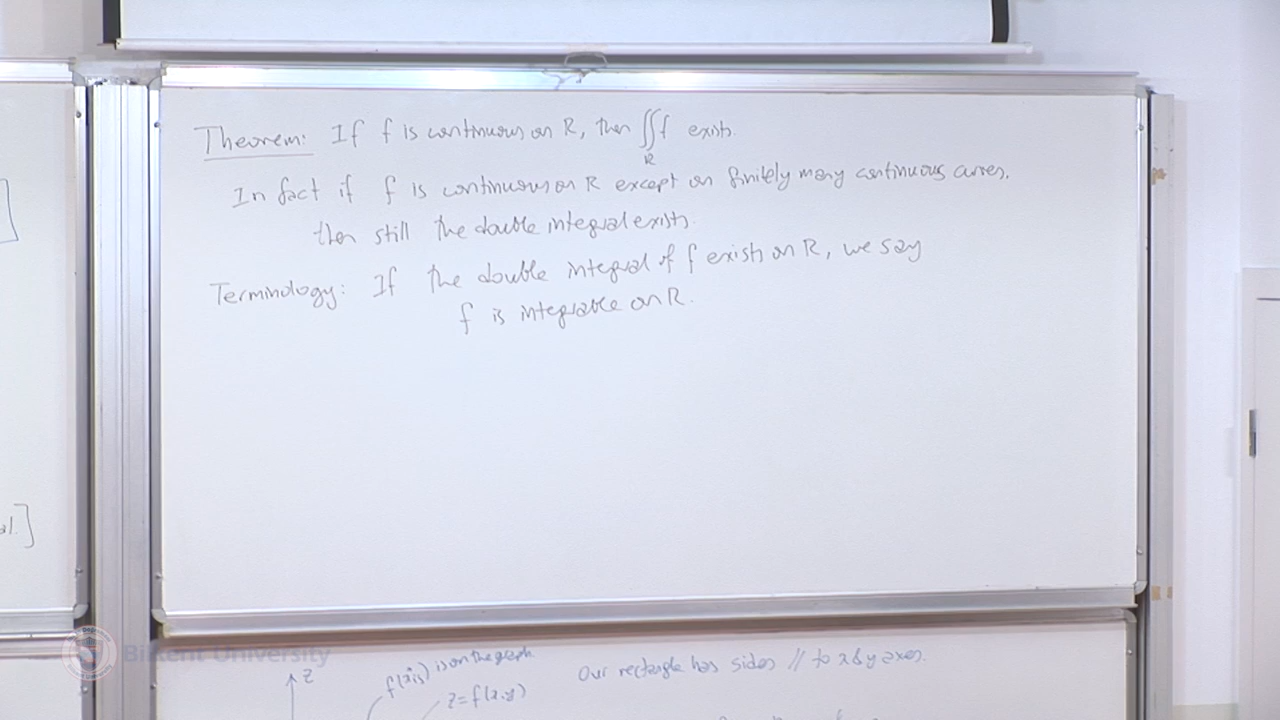 Theorem: If f is continuous on R, then ∬_R f exists.
In fact if f is continuous on R except on finitely many continuous curves,
then still the double integral exists.
Terminology: If the double integral of f exists on R, we say
f is integrable on R.
al.]
Bilkent University
z
f(x,y) is on the graph
z=f(x,y)
Our rectangle has sides // to x & y axes.